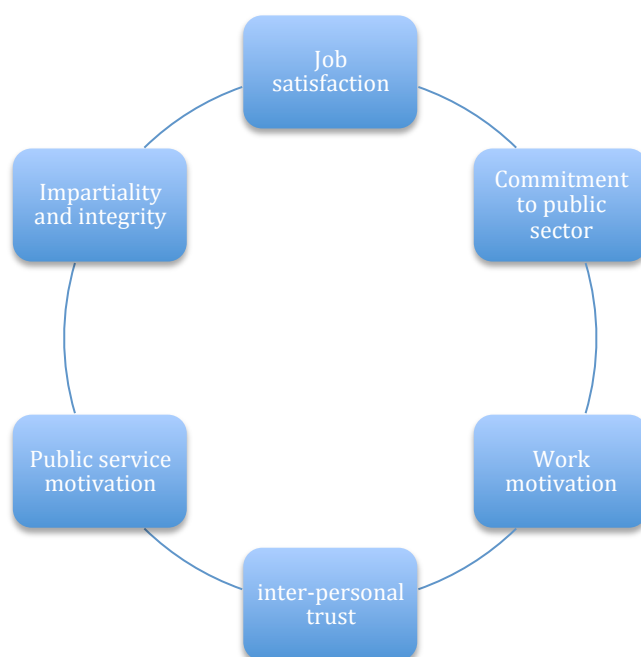 Job
satisfaction
Commitment
to public
sector
Work
motivation
inter-personal
trust
Public service
motivation
Impartiality
and integrity